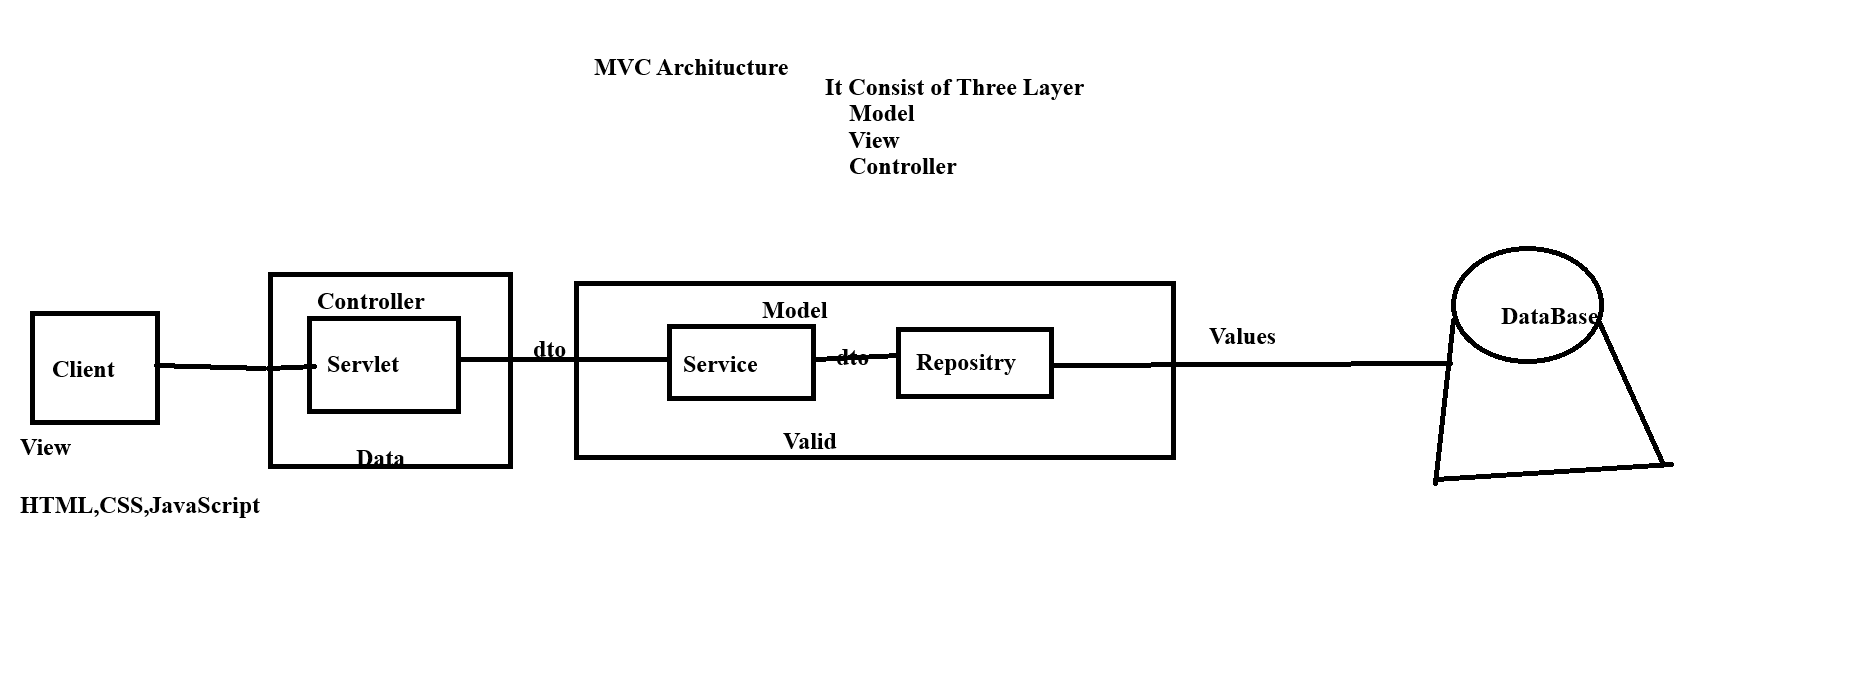 MVC Architucture
It Consist of Three Layer
Model
View
Controller
Client
View
HTML,CSS,JavaScript
Controller
Servlet
Data
dto
Model
Service
dto
Repositry
Valid
Values
DataBase